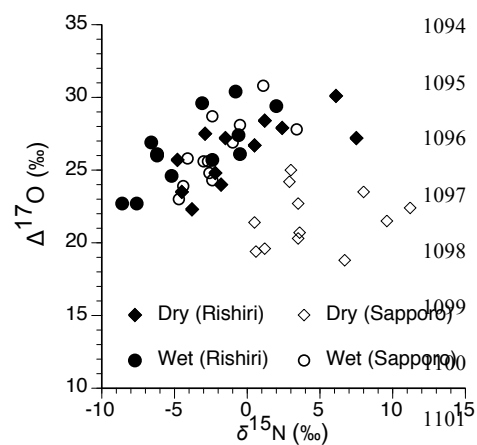 1094
35
1095
30
1096
25
1097
20
1098
15
1099
10
1100
1101
Δ17O (‰)
Dry (Rishiri)
Dry (Sapporo)
Wet (Rishiri)
Wet (Sapporo)
-10 -5 0 5 10 15
δ15N (‰)